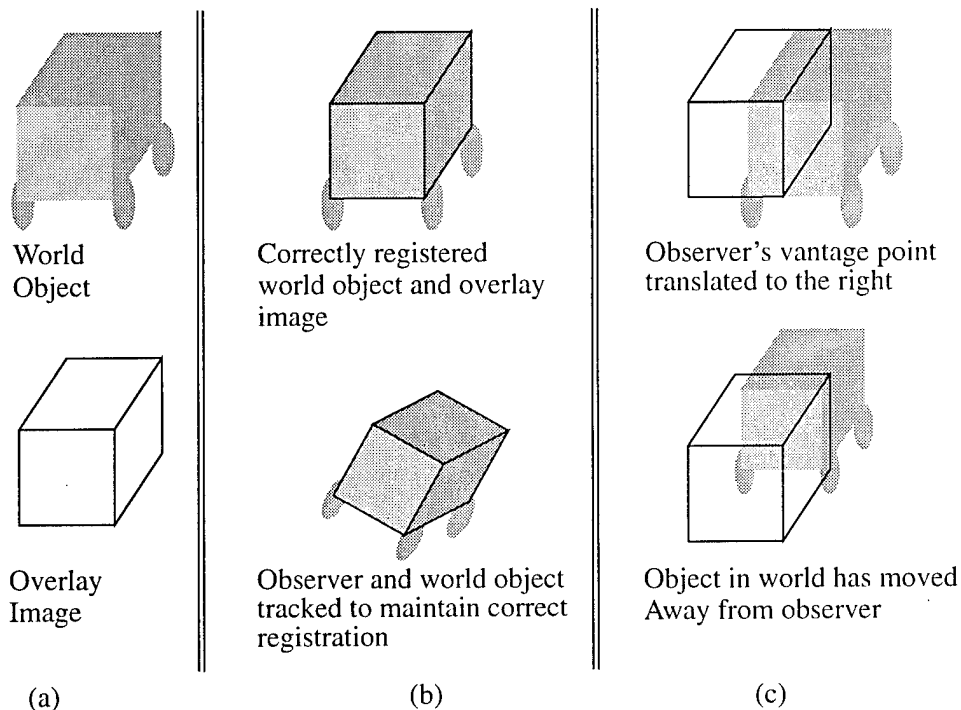 World
Object
Overlay
Image
(a)
Correctly registered
world object and overlay
image
Observer and world object
tracked to maintain correct
registration
(b)
Observer's vantage point
translated to the right
Object in world has moved
Away from observer
(c)